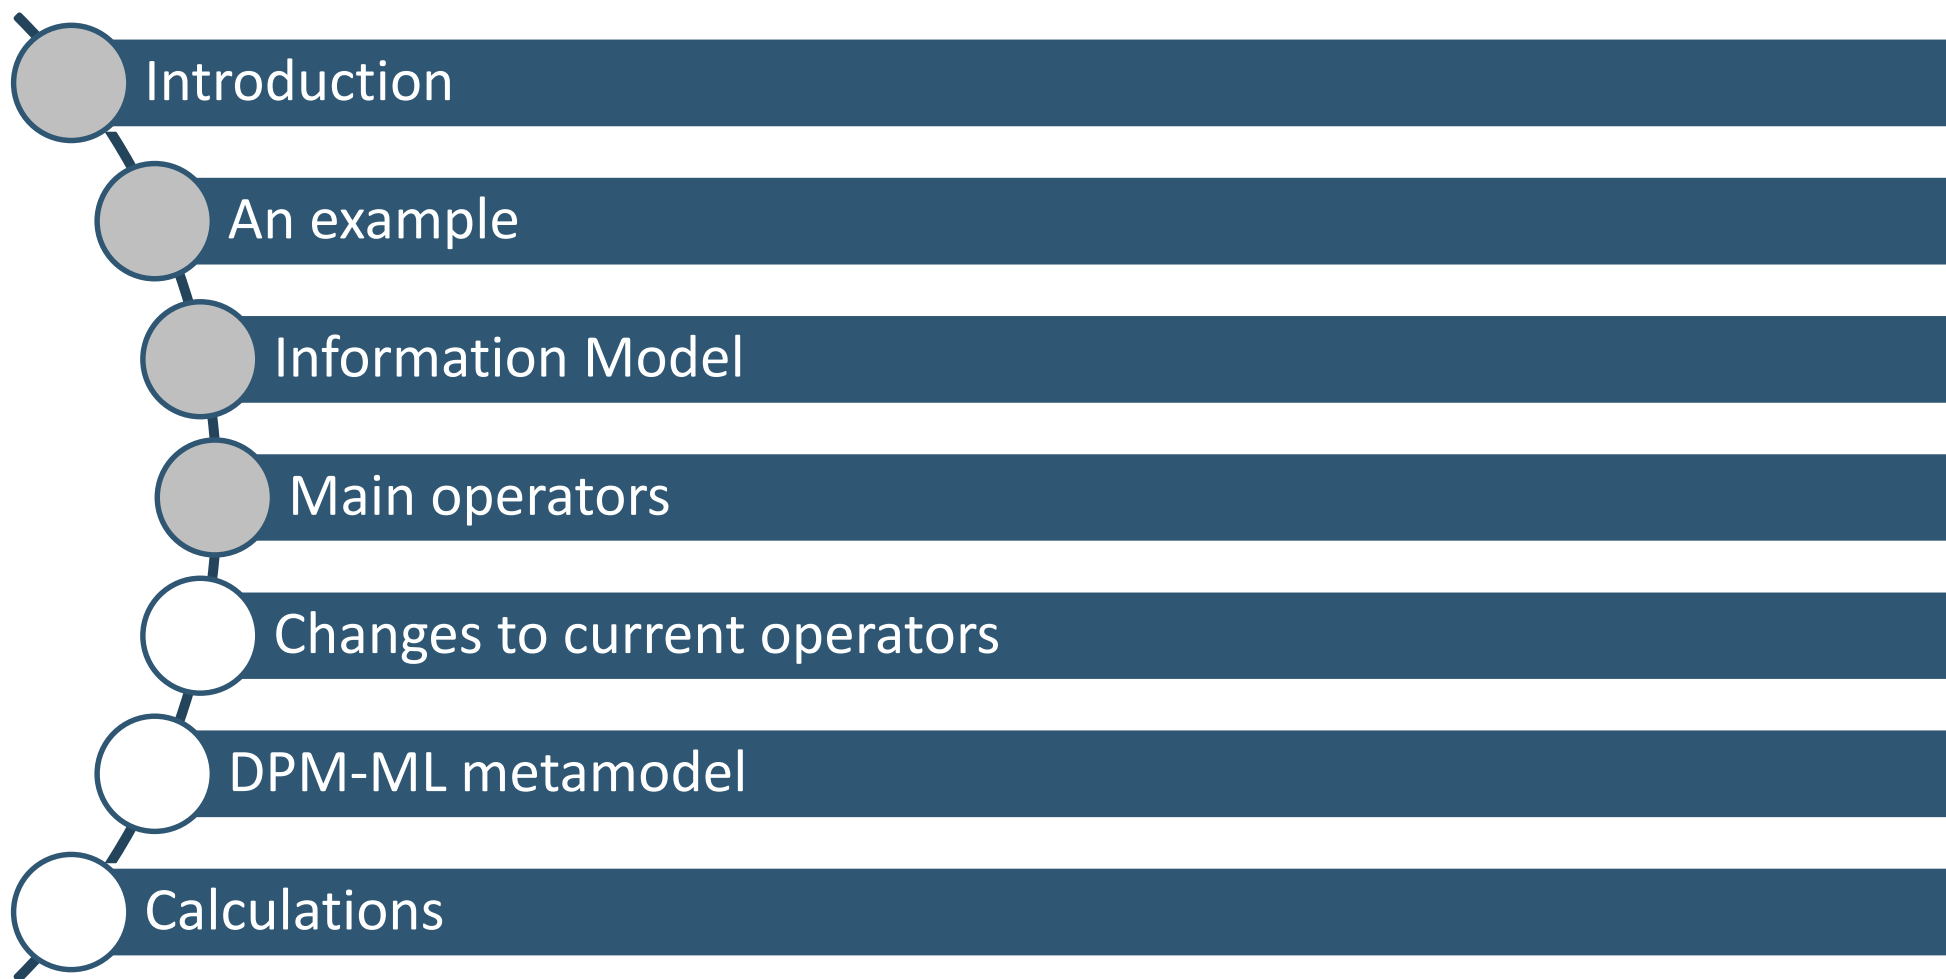 Introduction
An example
Information Model
Main operators
Changes to current operators
DPM-ML metamodel
Calculations